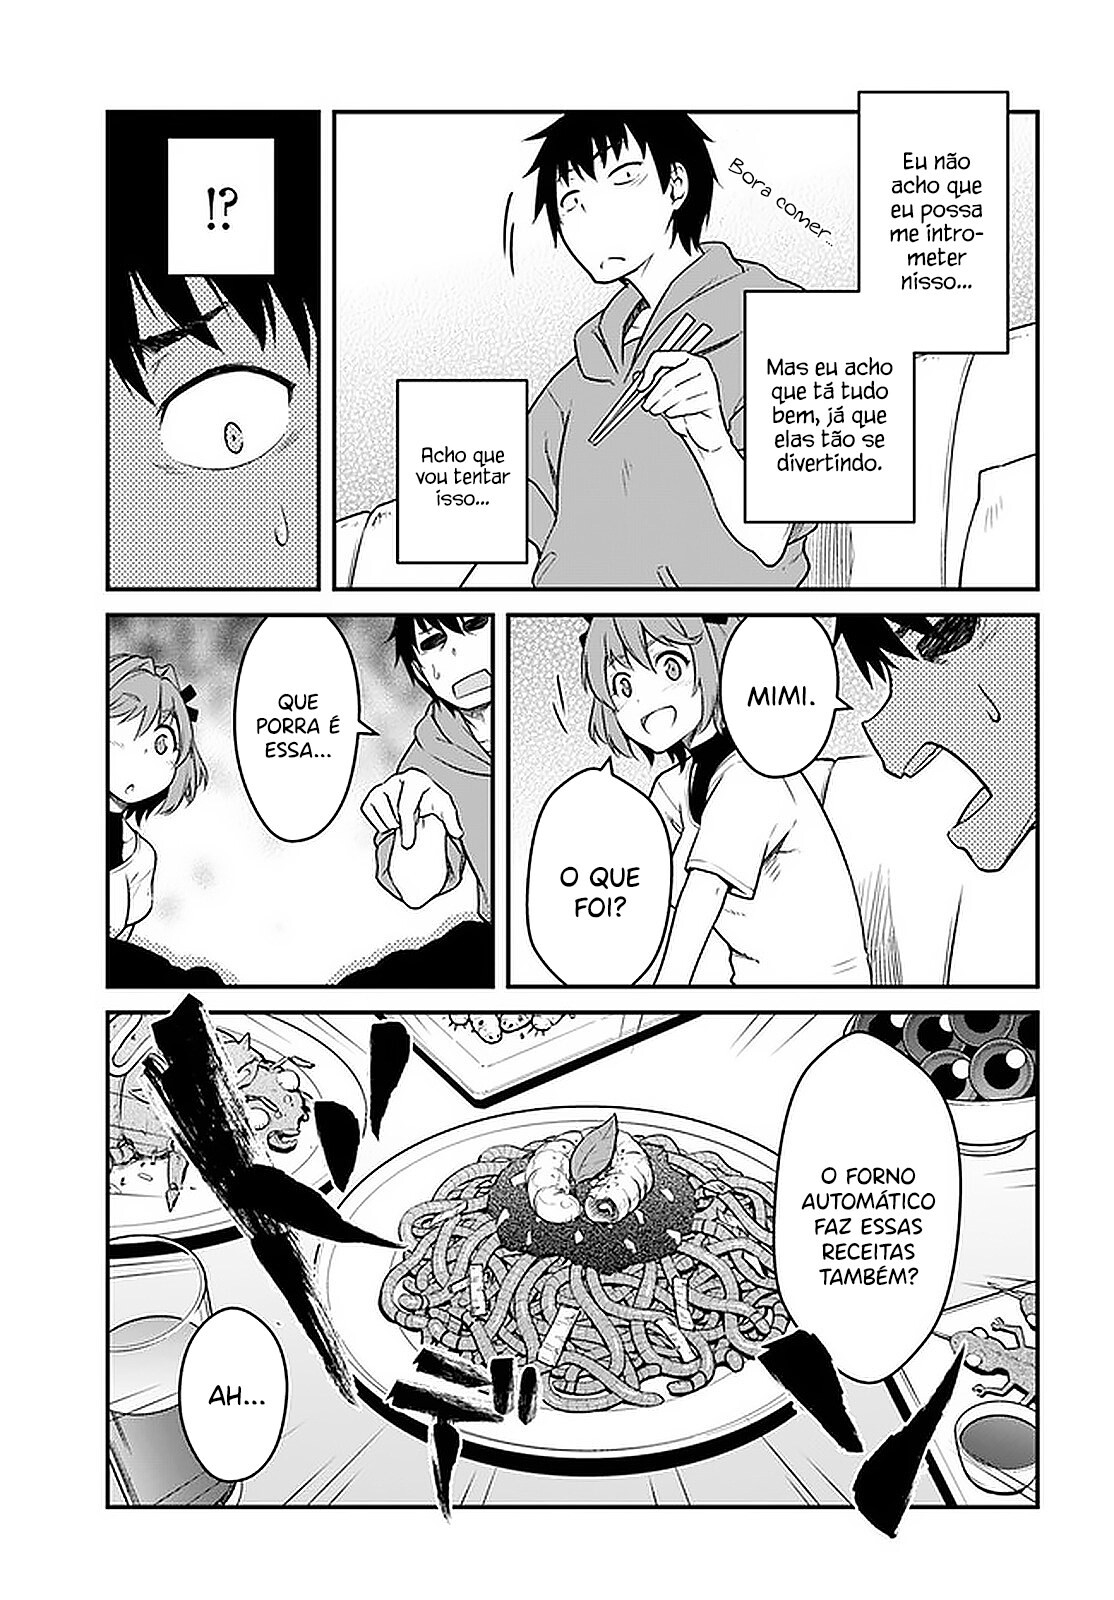 Eu não
acho que
eu possa
me intro-
meter
nisso...
Bora comer...
Mas eu acho
que tá tudo
bem, já que
elas tão se
divertindo.
Acho que
vou tentar
isso...
!?
MIMI.
O QUE
FOI?
QUE
PORRA É
ESSA...
O FORNO
AUTOMÁTICO
FAZ ESSAS
RECEITAS
TAMBÉM?
AH...